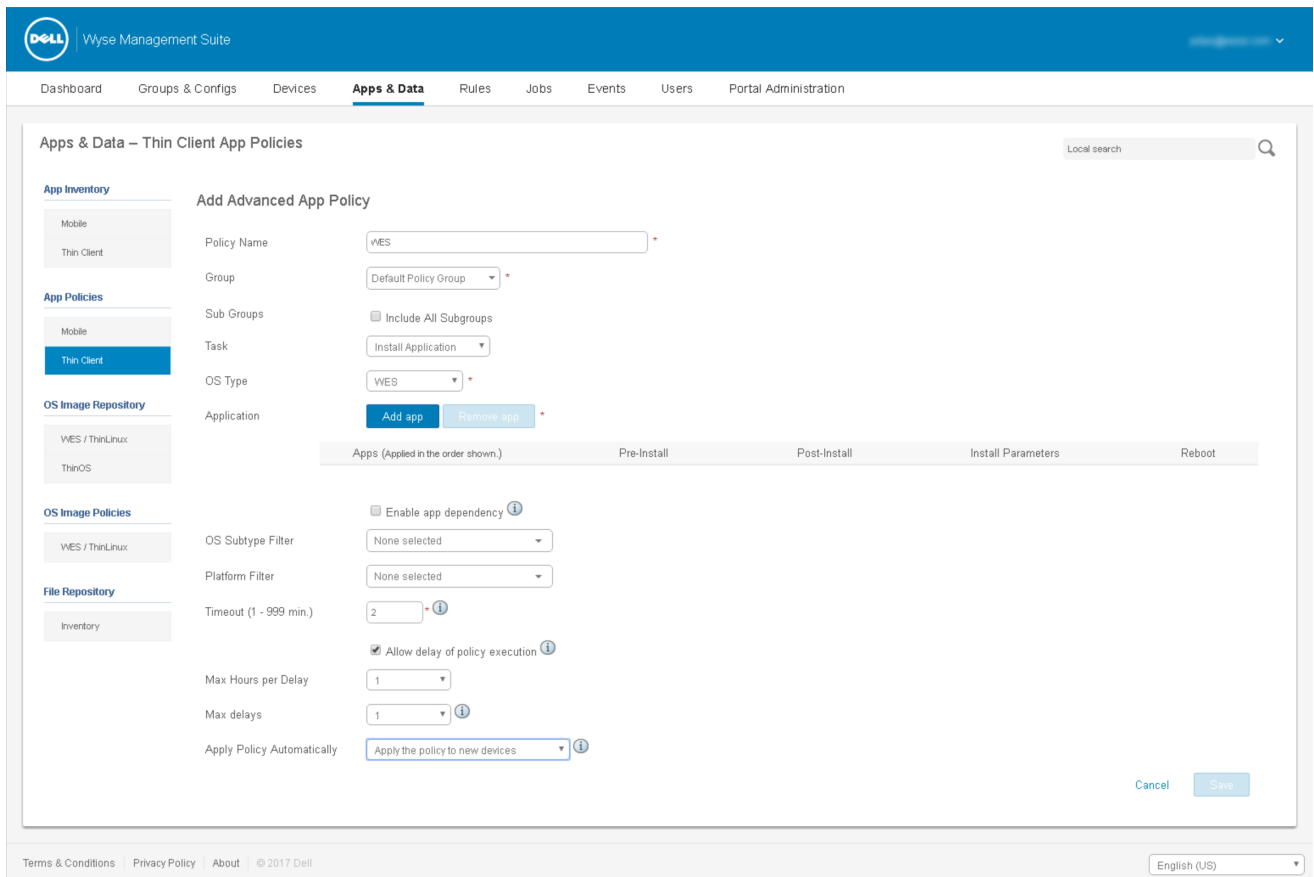 DELL Wyse Management Suite
Dashboard Groups & Configs Devices Apps & Data Rules Jobs Events Users Portal Administration
Apps & Data – Thin Client App Policies
Local search
App Inventory
Mobile
Thin Client
App Policies
Mobile
Thin Client
OS Image Repository
WES / ThinLinux
ThinOS
OS Image Policies
WES / ThinLinux
File Repository
Inventory
Add Advanced App Policy
Policy Name WES *
Group Default Policy Group *
Sub Groups Include All Subgroups
Task Install Application
OS Type WES *
Application Add app Remove app *
Apps (Applied in the order shown.) Pre-Install Post-Install Install Parameters Reboot
Enable app dependency i
OS Subtype Filter None selected
Platform Filter None selected
Timeout (1 - 999 min.) 2 * i
Allow delay of policy execution i
Max Hours per Delay 1
Max delays 1 i
Apply Policy Automatically Apply the policy to new devices i
Cancel Save
Terms & Conditions Privacy Policy About © 2017 Dell
English (US)